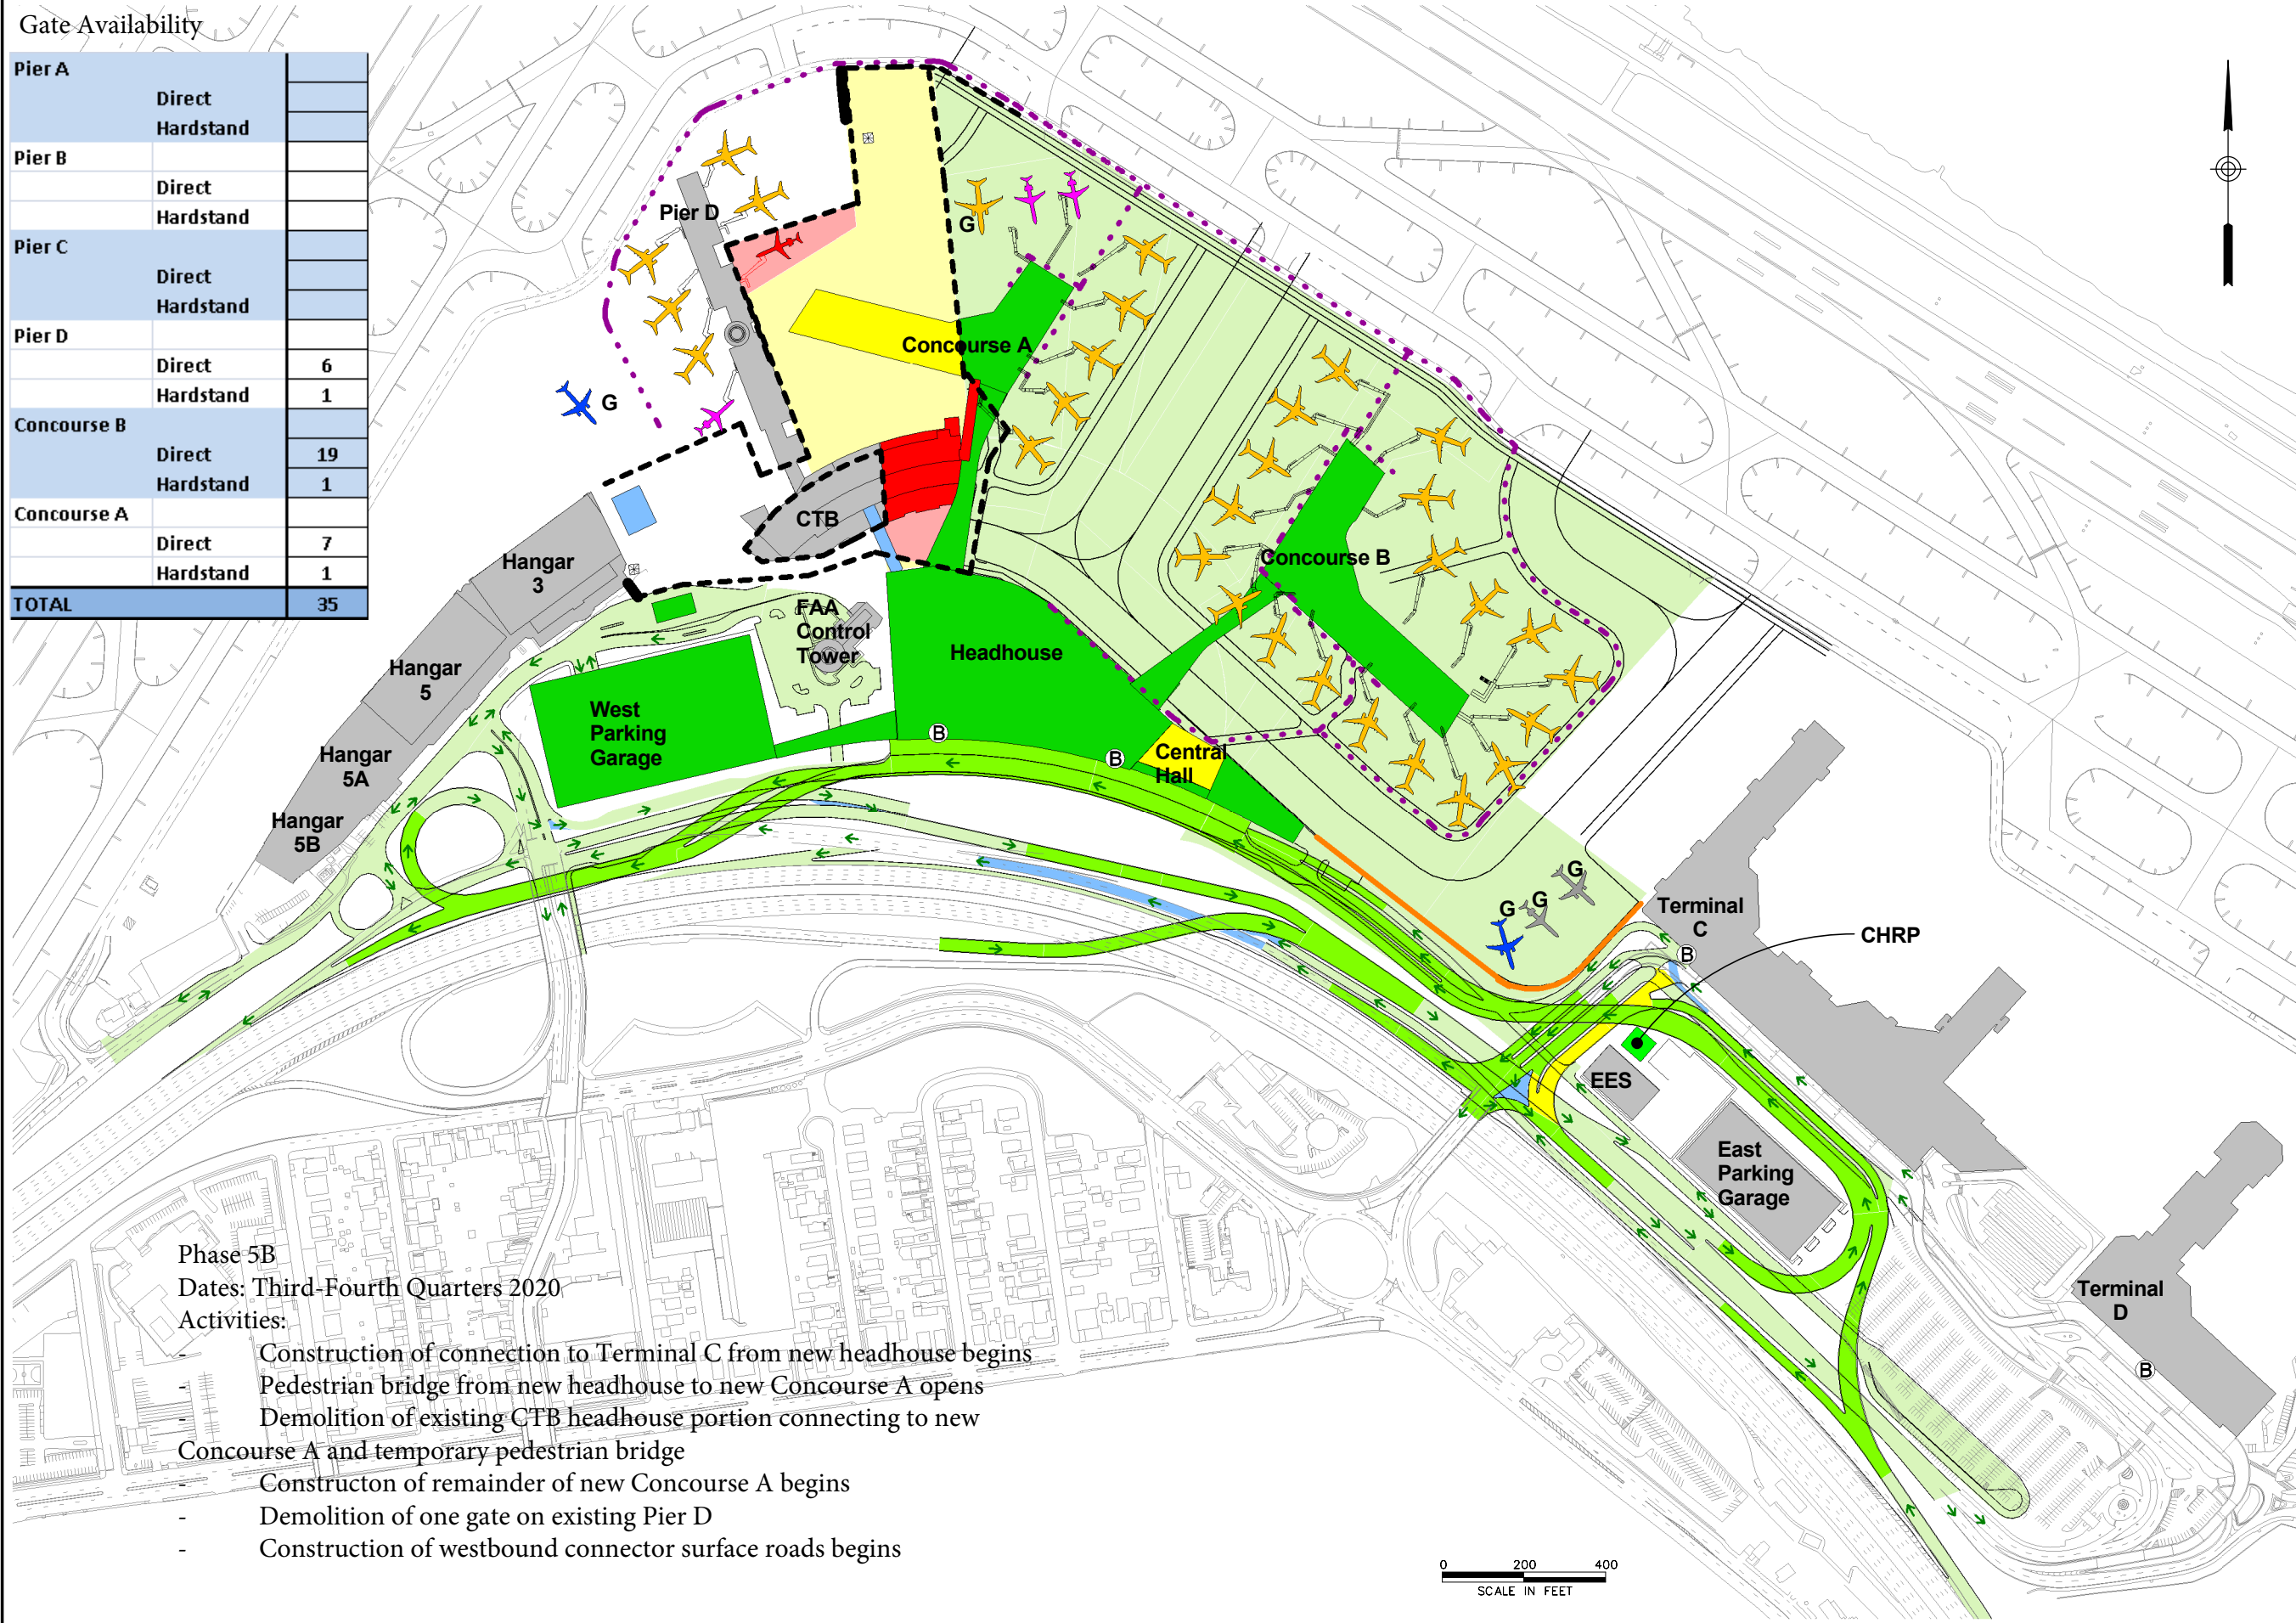 Gate Availability
Pier A
Direct
Hardstand
Pier B
Direct
Hardstand
Pier C
Direct
Hardstand
Pier D
Direct 6
Hardstand 1
Concourse B
Direct 19
Hardstand 1
Concourse A
Direct 7
Hardstand 1
TOTAL 35
Pier D
G
Concourse A
G
CTB
Concourse B
Hangar
3
Hangar
5
Hangar
5A
Hangar
5B
FAA
Control
Tower
Headhouse
West
Parking
Garage
B
B
Central
Hall
G
G
G
Terminal
C
B
CHRP
EES
East
Parking
Garage
Terminal
D
B
Phase 5B
Dates: Third-Fourth Quarters 2020
Activities:
- Construction of connection to Terminal C from new headhouse begins
- Pedestrian bridge from new headhouse to new Concourse A opens
- Demolition of existing CTB headhouse portion connecting to new
Concourse A and temporary pedestrian bridge
- Constructon of remainder of new Concourse A begins
- Demolition of one gate on existing Pier D
- Construction of westbound connector surface roads begins
0 200 400
SCALE IN FEET